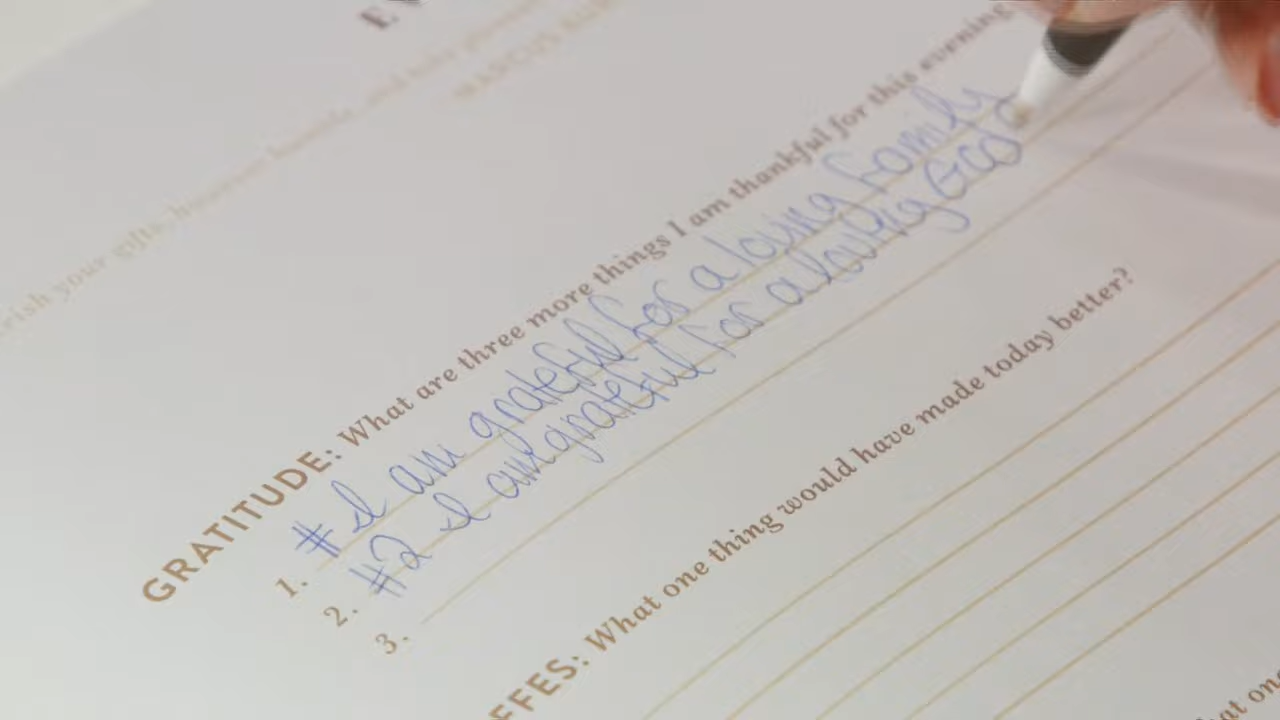 GRATITUDE: What are three more things I am thankful for this evening
1. # I am grateful for a loving family
2. #2 I am grateful for a loving God
3.
FFES: What one thing would have made today better?